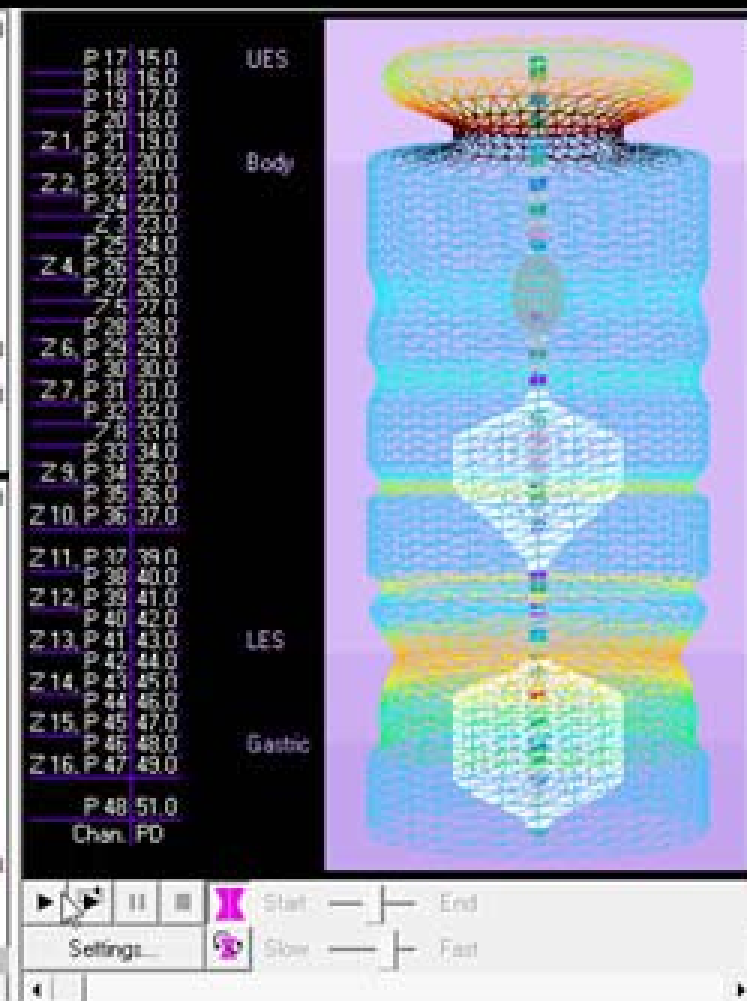 P 17 15.0 UES
P 18 16.0
P 19 17.0
P 20 18.0
Z 1, P 21 19.0
P 22 20.0 Body
Z 2, P 23 21.0
P 24 22.0
Z 3 23.0
P 25 24.0
Z 4, P 26 25.0
P 27 26.0
Z 5 27.0
P 28 28.0
Z 6, P 29 29.0
P 30 30.0
Z 7, P 31 31.0
P 32 32.0
Z 8 33.0
P 33 34.0
Z 9, P 34 35.0
P 35 36.0
Z 10, P 36 37.0
Z 11, P 37 39.0
P 38 40.0
Z 12, P 39 41.0
P 40 42.0
Z 13, P 41 43.0 LES
P 42 44.0
Z 14, P 43 45.0
P 44 46.0
Z 15, P 45 47.0
P 46 48.0 Gastric
Z 16, P 47 49.0
P 48 51.0
Chan. PD
Start End
Settings... Slow Fast